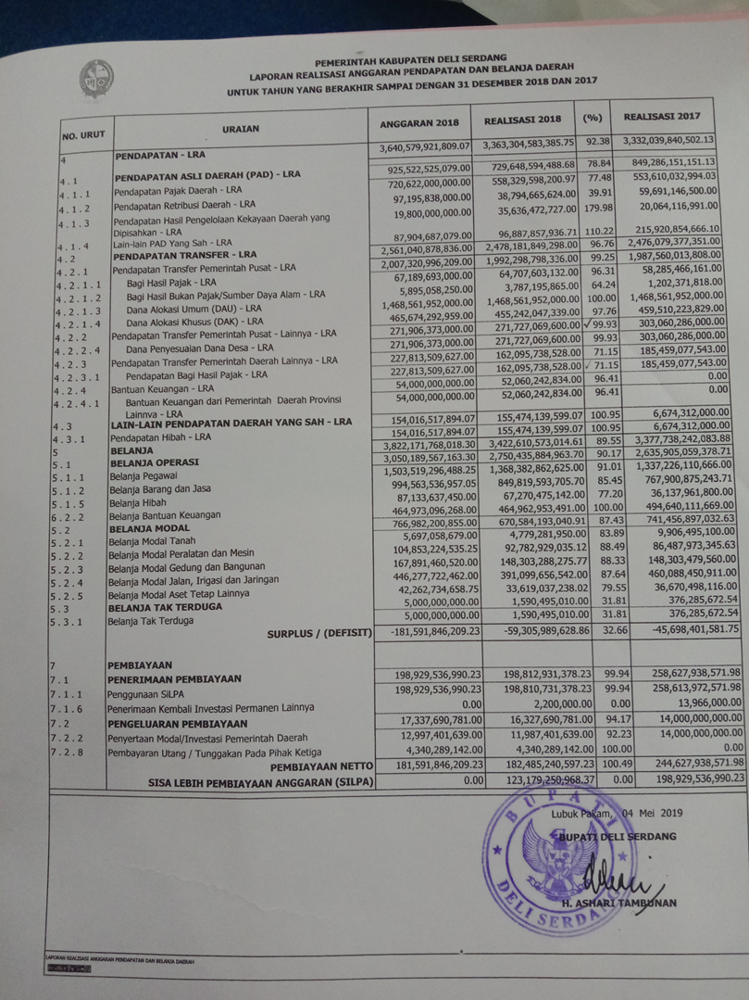 PEMERINTAH KABUPATEN DELI SERDANG
LAPORAN REALISASI ANGGARAN PENDAPATAN DAN BELANJA DAERAH
UNTUK TAHUN YANG BERAKHIR SAMPAI DENGAN 31 DESEMBER 2018 DAN 2017
NO. URUT URAIAN ANGGARAN 2018 REALISASI 2018 (%) REALISASI 2017
4 PENDAPATAN - LRA 3,640,579,921,809.07 3,363,304,583,385.75 92.38 3,332,039,840,502.13
4.1 PENDAPATAN ASLI DAERAH (PAD) - LRA 925,522,525,079.00 729,648,594,488.68 78.84 849,286,151,151.13
4.1.1 Pendapatan Pajak Daerah - LRA 720,622,000,000.00 558,329,598,200.97 77.48 553,610,032,994.03
4.1.2 Pendapatan Retribusi Daerah - LRA 97,195,838,000.00 38,794,665,624.00 39.91 59,691,146,500.00
4.1.3 Pendapatan Hasil Pengelolaan Kekayaan Daerah yang 19,800,000,000.00 35,636,472,727.00 179.98 20,064,116,991.00
Dipisahkan - LRA
4.1.4 Lain-lain PAD Yang Sah - LRA 87,904,687,079.00 96,887,857,936.71 110.22 215,920,854,666.10
4.2 PENDAPATAN TRANSFER - LRA 2,561,040,878,836.00 2,478,181,849,298.00 96.76 2,476,079,377,351.00
4.2.1 Pendapatan Transfer Pemerintah Pusat - LRA 2,007,320,996,209.00 1,992,298,798,336.00 99.25 1,987,560,013,808.00
4.2.1.1 Bagi Hasil Pajak - LRA 67,189,693,000.00 64,707,603,132.00 96.31 58,285,466,161.00
4.2.1.2 Bagi Hasil Bukan Pajak/Sumber Daya Alam - LRA 5,895,058,250.00 3,787,195,865.00 64.24 1,202,371,818.00
4.2.1.3 Dana Alokasi Umum (DAU) - LRA 1,468,561,952,000.00 1,468,561,952,000.00 100.00 1,468,561,952,000.00
4.2.1.4 Dana Alokasi Khusus (DAK) - LRA 465,674,292,959.00 455,242,047,339.00 97.76 459,510,223,829.00
4.2.2 Pendapatan Transfer Pemerintah Pusat - Lainnya - LRA 271,906,373,000.00 271,727,069,600.00 99.93 303,060,286,000.00
4.2.2.4 Dana Penyesuaian Dana Desa - LRA 271,906,373,000.00 271,727,069,600.00 99.93 303,060,286,000.00
4.2.3 Pendapatan Transfer Pemerintah Daerah Lainnya - LRA 227,813,509,627.00 162,095,738,528.00 71.15 185,459,077,543.00
4.2.3.1 Pendapatan Bagi Hasil Pajak - LRA 227,813,509,627.00 162,095,738,528.00 71.15 185,459,077,543.00
4.2.4 Bantuan Keuangan - LRA 54,000,000,000.00 52,060,242,834.00 96.41 0.00
4.2.4.1 Bantuan Keuangan dari Pemerintah Daerah Provinsi 54,000,000,000.00 52,060,242,834.00 96.41 0.00
Lainnya - LRA
4.3 LAIN-LAIN PENDAPATAN DAERAH YANG SAH - LRA 154,016,517,894.07 155,474,139,599.07 100.95 6,674,312,000.00
4.3.1 Pendapatan Hibah - LRA 154,016,517,894.07 155,474,139,599.07 100.95 6,674,312,000.00
5 BELANJA 3,822,171,768,018.30 3,422,610,573,014.61 89.55 3,377,738,242,083.88
5.1 BELANJA OPERASI 3,050,189,567,163.30 2,750,435,884,963.70 90.17 2,635,905,059,378.71
5.1.1 Belanja Pegawai 1,503,519,296,488.25 1,368,382,862,625.00 91.01 1,337,226,110,666.00
5.1.2 Belanja Barang dan Jasa 994,563,536,957.05 849,819,593,705.70 85.45 767,900,875,243.71
5.1.5 Belanja Hibah 87,133,637,450.00 67,270,475,142.00 77.20 36,137,961,800.00
6.2.2 Belanja Bantuan Keuangan 464,973,096,268.00 464,962,953,491.00 100.00 494,640,111,669.00
5.2 BELANJA MODAL 766,982,200,855.00 670,584,193,040.91 87.43 741,456,897,032.63
5.2.1 Belanja Modal Tanah 5,697,058,679.00 4,779,281,950.00 83.89 9,906,495,100.00
5.2.2 Belanja Modal Peralatan dan Mesin 104,853,224,535.25 92,782,929,035.12 88.49 86,487,973,345.63
5.2.3 Belanja Modal Gedung dan Bangunan 167,891,460,520.00 148,303,288,275.77 88.33 148,303,479,560.00
5.2.4 Belanja Modal Jalan, Irigasi dan Jaringan 446,277,722,462.00 391,099,656,542.00 87.64 460,088,450,911.00
5.2.5 Belanja Modal Aset Tetap Lainnya 42,262,734,658.75 33,619,037,238.02 79.55 36,670,498,116.00
5.3 BELANJA TAK TERDUGA 5,000,000,000.00 1,590,495,010.00 31.81 376,285,672.54
5.3.1 Belanja Tak Terduga 5,000,000,000.00 1,590,495,010.00 31.81 376,285,672.54
SURPLUS / (DEFISIT) -181,591,846,209.23 -59,305,989,628.86 32.66 -45,698,401,581.75
7 PEMBIAYAAN
7.1 PENERIMAAN PEMBIAYAAN 198,929,536,990.23 198,812,931,378.23 99.94 258,627,938,571.98
7.1.1 Penggunaan SiLPA 198,929,536,990.23 198,810,731,378.23 99.94 258,613,972,571.98
7.1.6 Penerimaan Kembali Investasi Permanen Lainnya 0.00 2,200,000.00 0.00 13,966,000.00
7.2 PENGELUARAN PEMBIAYAAN 17,337,690,781.00 16,327,690,781.00 94.17 14,000,000,000.00
7.2.2 Penyertaan Modal/Investasi Pemerintah Daerah 12,997,401,639.00 11,987,401,639.00 92.23 14,000,000,000.00
7.2.8 Pembayaran Utang / Tunggakan Pada Pihak Ketiga 4,340,289,142.00 4,340,289,142.00 100.00 0.00
PEMBIAYAAN NETTO 181,591,846,209.23 182,485,240,597.23 100.49 244,627,938,571.98
SISA LEBIH PEMBIAYAAN ANGGARAN (SILPA) 0.00 123,179,250,968.37 0.00 198,929,536,990.23
Lubuk Pakam, 04 Mei 2019
BUPATI DELI SERDANG
H. ASHARI TAMBUNAN
BUPATI
DELI SERDANG
LAPORAN REALISASI ANGGARAN PENDAPATAN DAN BELANJA DAERAH